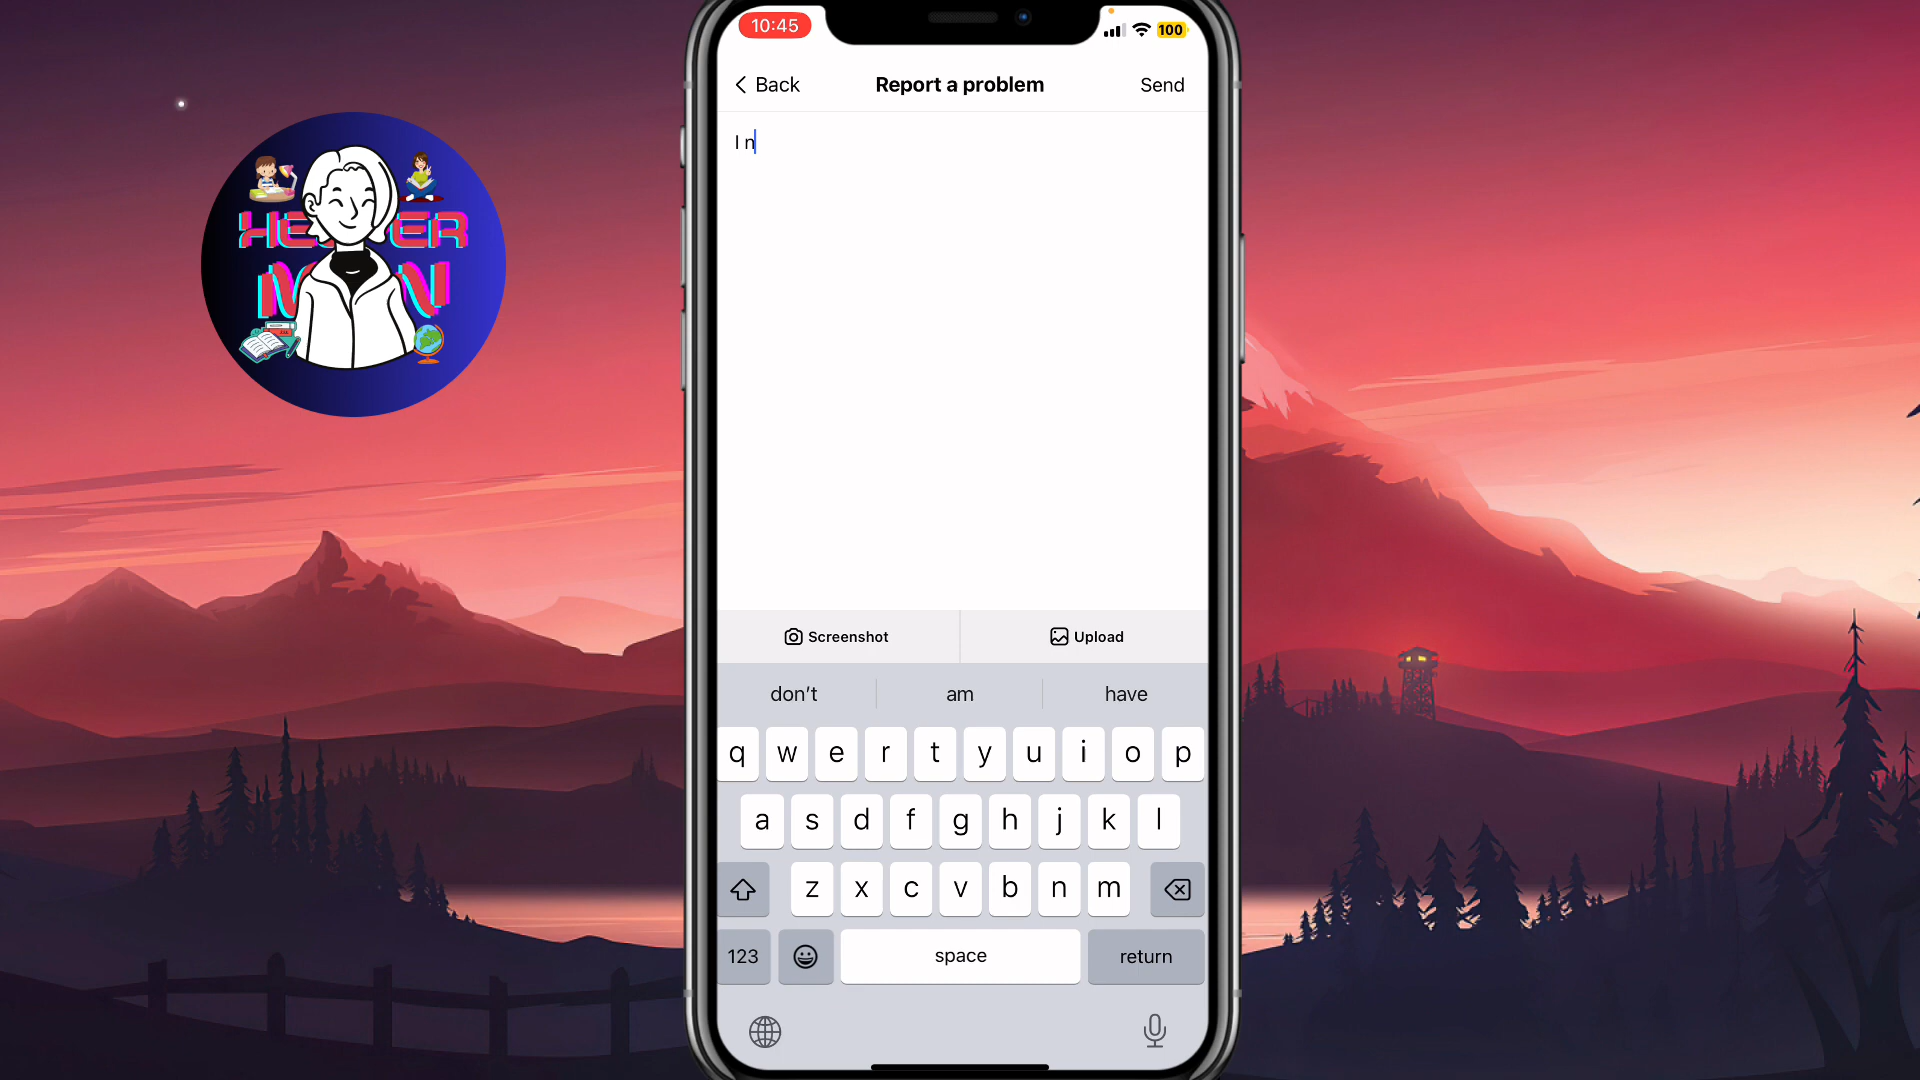 10:45
100
Back
Report a problem
Send
I n
Screenshot
Upload
don't
am
have
q w e r t y u i o p
a s d f g h j k l
z x c v b n m
123
space
return